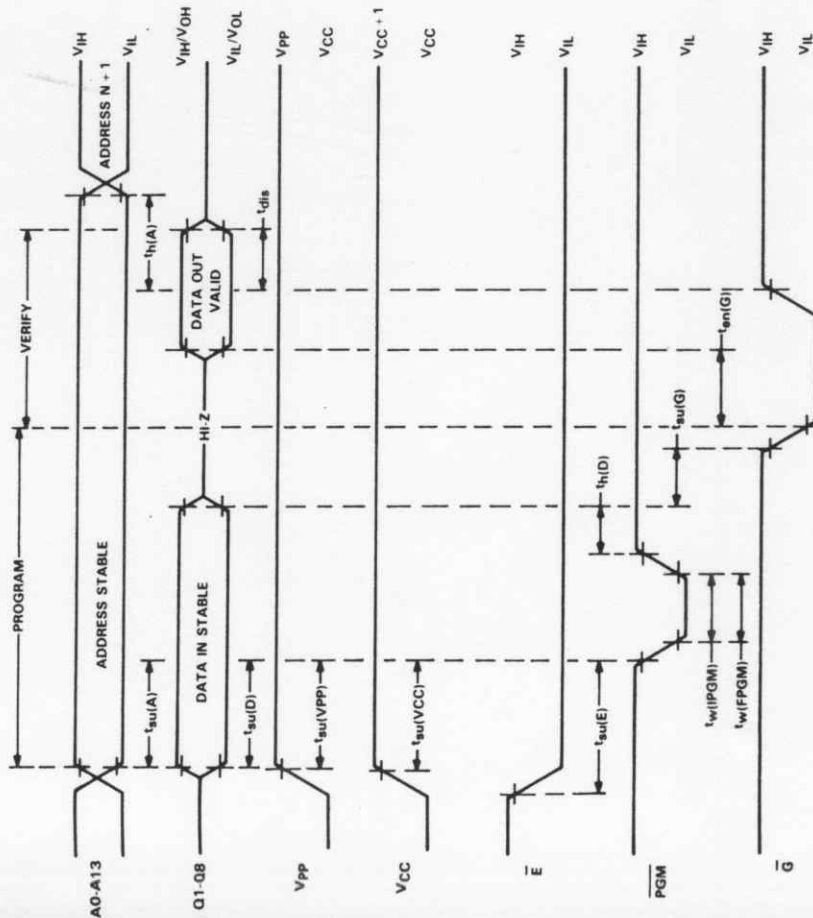 PROGRAM
VERIFY
A0-A13
ADDRESS STABLE
ADDRESS N + 1
VIH
VIL
tsu(A)
th(A)
Q1-Q8
DATA IN STABLE
HI-Z
DATA OUT
VALID
VIH/VOH
VIL/VOL
tsu(D)
tdis
VPP
VPP
VCC
tsu(VPP)
VCC
VCC + 1
VCC
tsu(VCC)
E
VIH
VIL
tsu(E)
th(D)
PGM
VIH
VIL
tsu(G)
tw(IPGM)
tw(FPGM)
ten(G)
G
VIH
VIL